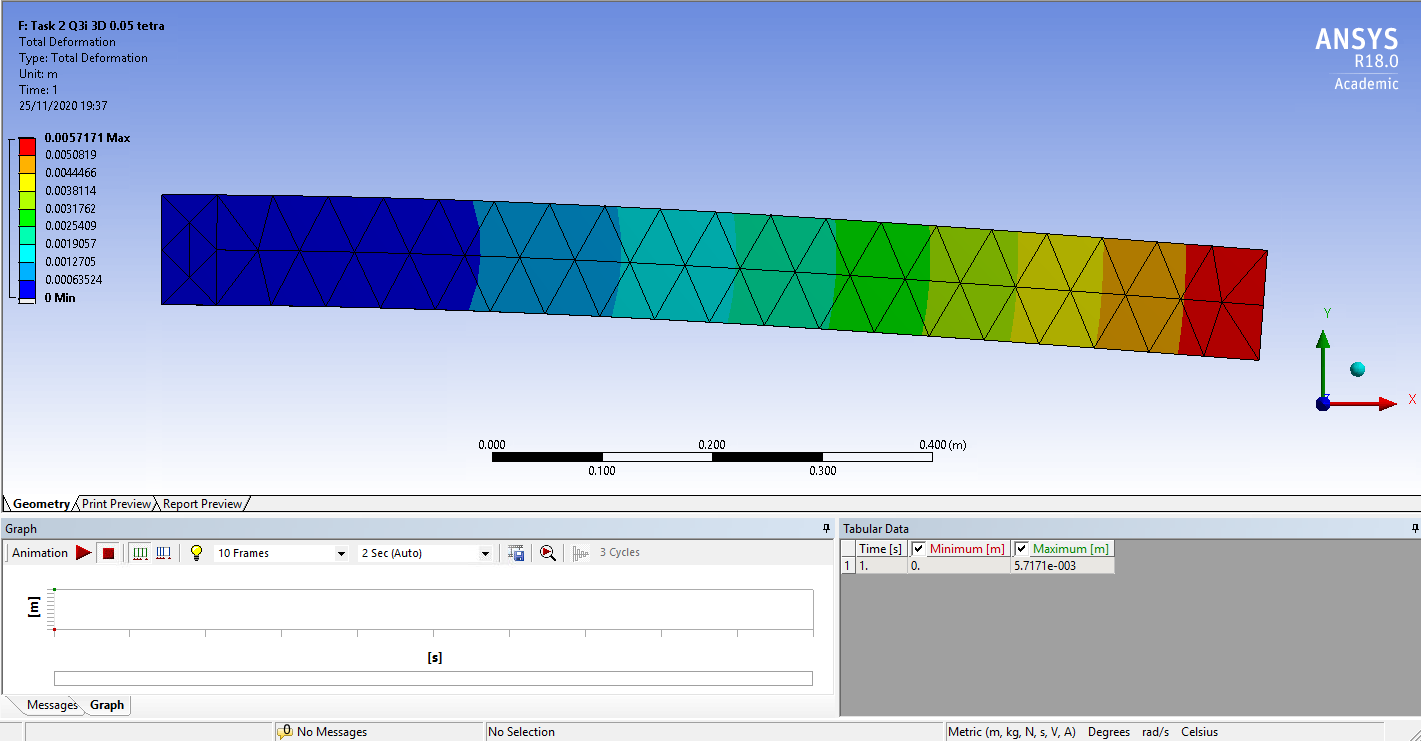 F: Task 2 Q3i 3D 0.05 tetra
Total Deformation
Type: Total Deformation
Unit: m
Time: 1
25/11/2020 19:37
ANSYS
R18.0
Academic
0.0057171 Max
0.0050819
0.0044466
0.0038114
0.0031762
0.0025409
0.0019057
0.0012705
0.00063524
0 Min
Y
X
0.000 0.200 0.400 (m)
0.100 0.300
Geometry Print Preview Report Preview
Graph
Animation 10 Frames 2 Sec (Auto) 3 Cycles
[m]
[s]
Messages Graph
Tabular Data
Time [s] Minimum [m] Maximum [m]
1 1. 0. 5.7171e-003
0 No Messages No Selection Metric (m, kg, N, s, V, A) Degrees rad/s Celsius